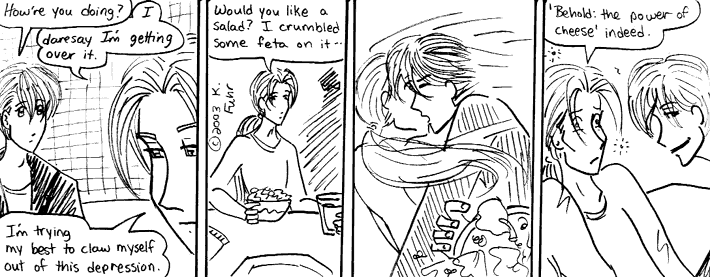 How're you doing?
I
daresay I'm getting
over it.
I'm trying
my best to claw myself
out of this depression.
Would you like a
salad? I crumbled
some feta on it--
©2003 K.
Fuhr
'Behold: the power of
cheese' indeed.